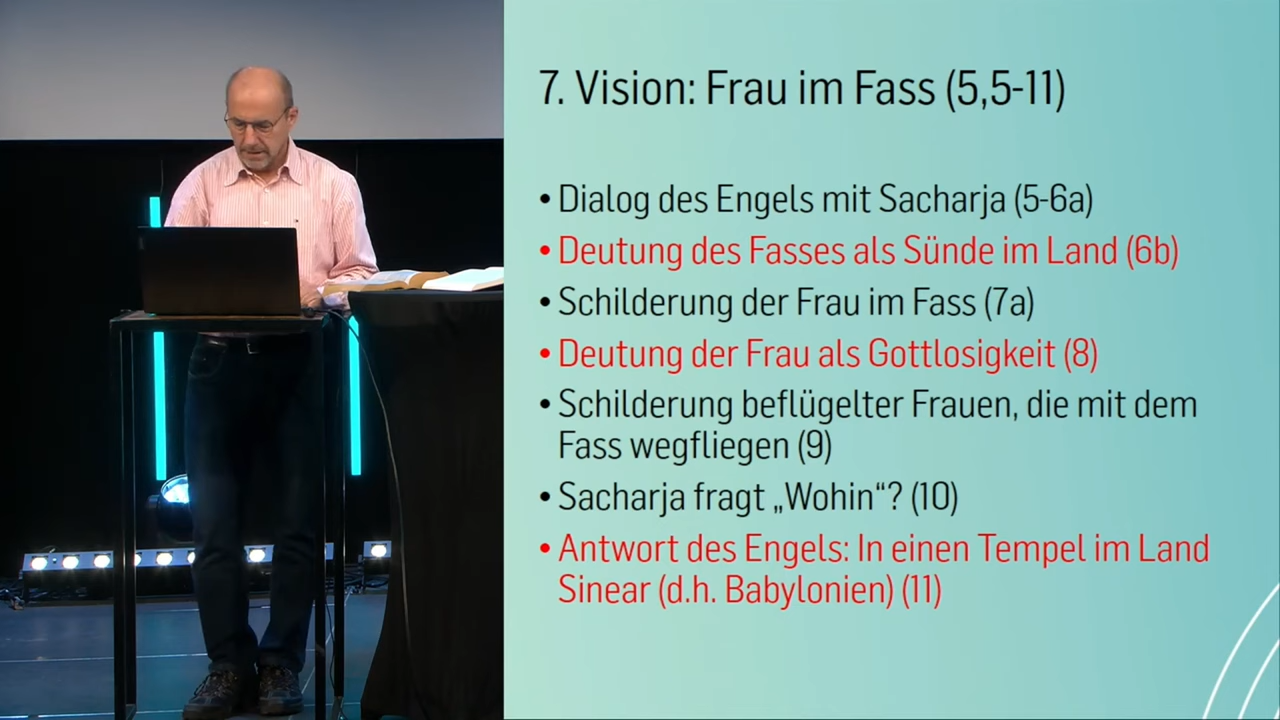 7. Vision: Frau im Fass (5,5-11)
• Dialog des Engels mit Sacharja (5-6a)
• Deutung des Fasses als Sünde im Land (6b)
• Schilderung der Frau im Fass (7a)
• Deutung der Frau als Gottlosigkeit (8)
• Schilderung beflügelter Frauen, die mit dem
Fass wegfliegen (9)
• Sacharja fragt „Wohin“? (10)
• Antwort des Engels: In einen Tempel im Land
Sinear (d.h. Babylonien) (11)